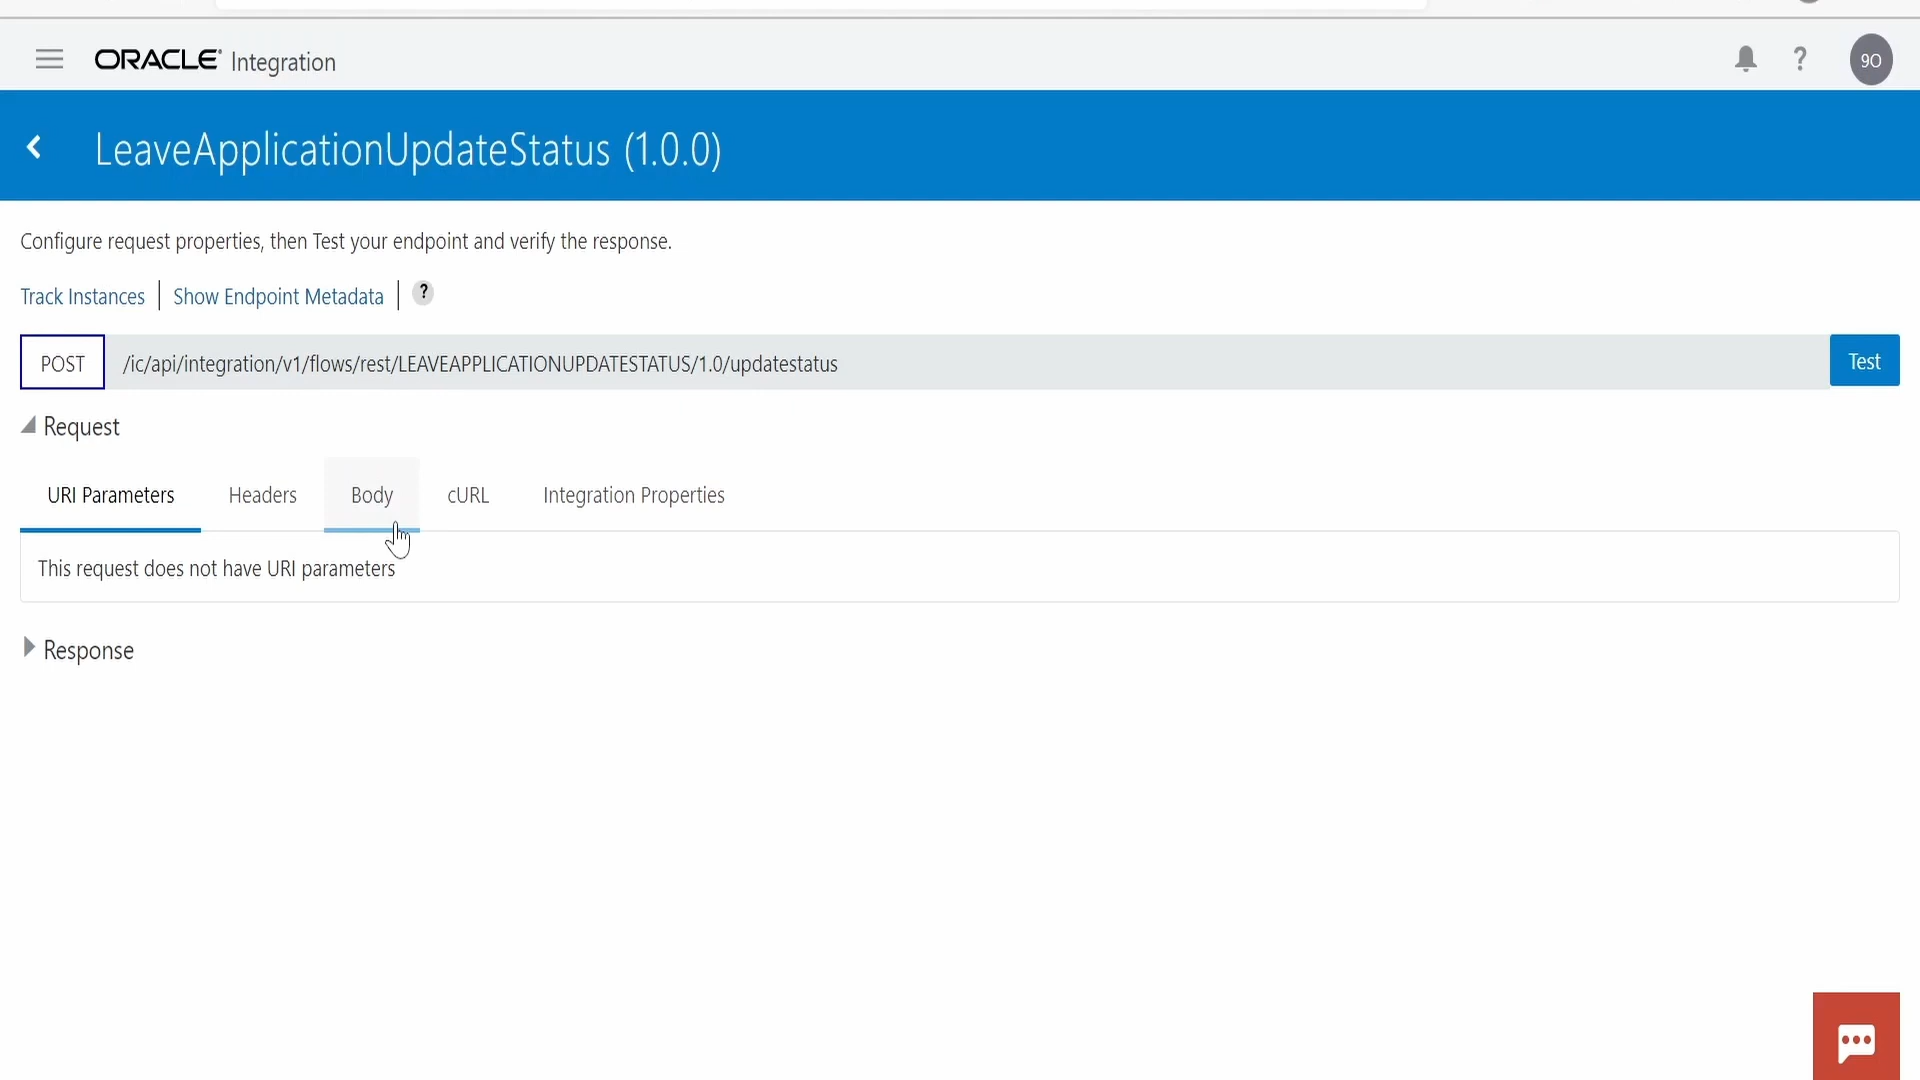 ORACLE Integration
?
9O
LeaveApplicationUpdateStatus (1.0.0)
Configure request properties, then Test your endpoint and verify the response.
Track Instances | Show Endpoint Metadata | ?
POST /ic/api/integration/v1/flows/rest/LEAVEAPPLICATIONUPDATESTATUS/1.0/updatestatus Test
Request
URI Parameters Headers Body cURL Integration Properties
This request does not have URI parameters
Response